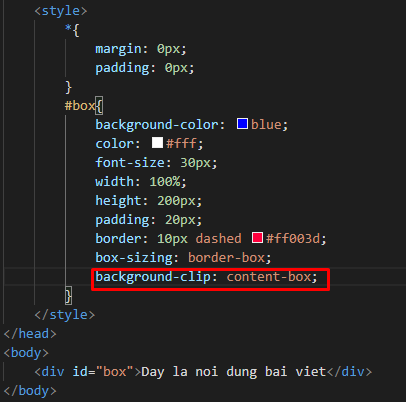 <style>
*{
margin: 0px;
padding: 0px;
}
#box{
background-color: blue;
color: #fff;
font-size: 30px;
width: 100%;
height: 200px;
padding: 20px;
border: 10px dashed #ff003d;
box-sizing: border-box;
background-clip: content-box;
}
</style>
</head>
<body>
<div id="box">Day la noi dung bai viet</div>
</body>